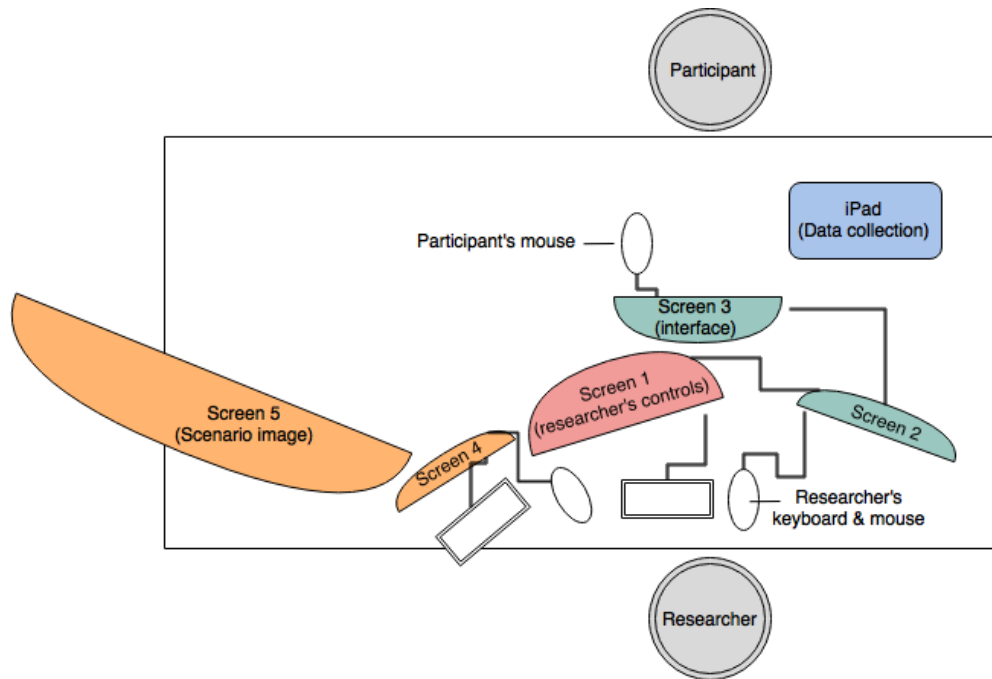 Participant
iPad
(Data collection)
Participant's mouse
Screen 3
(interface)
Screen 1
(researcher's controls)
Screen 5
(Scenario image)
Screen 2
Screen 4
Researcher's
keyboard & mouse
Researcher